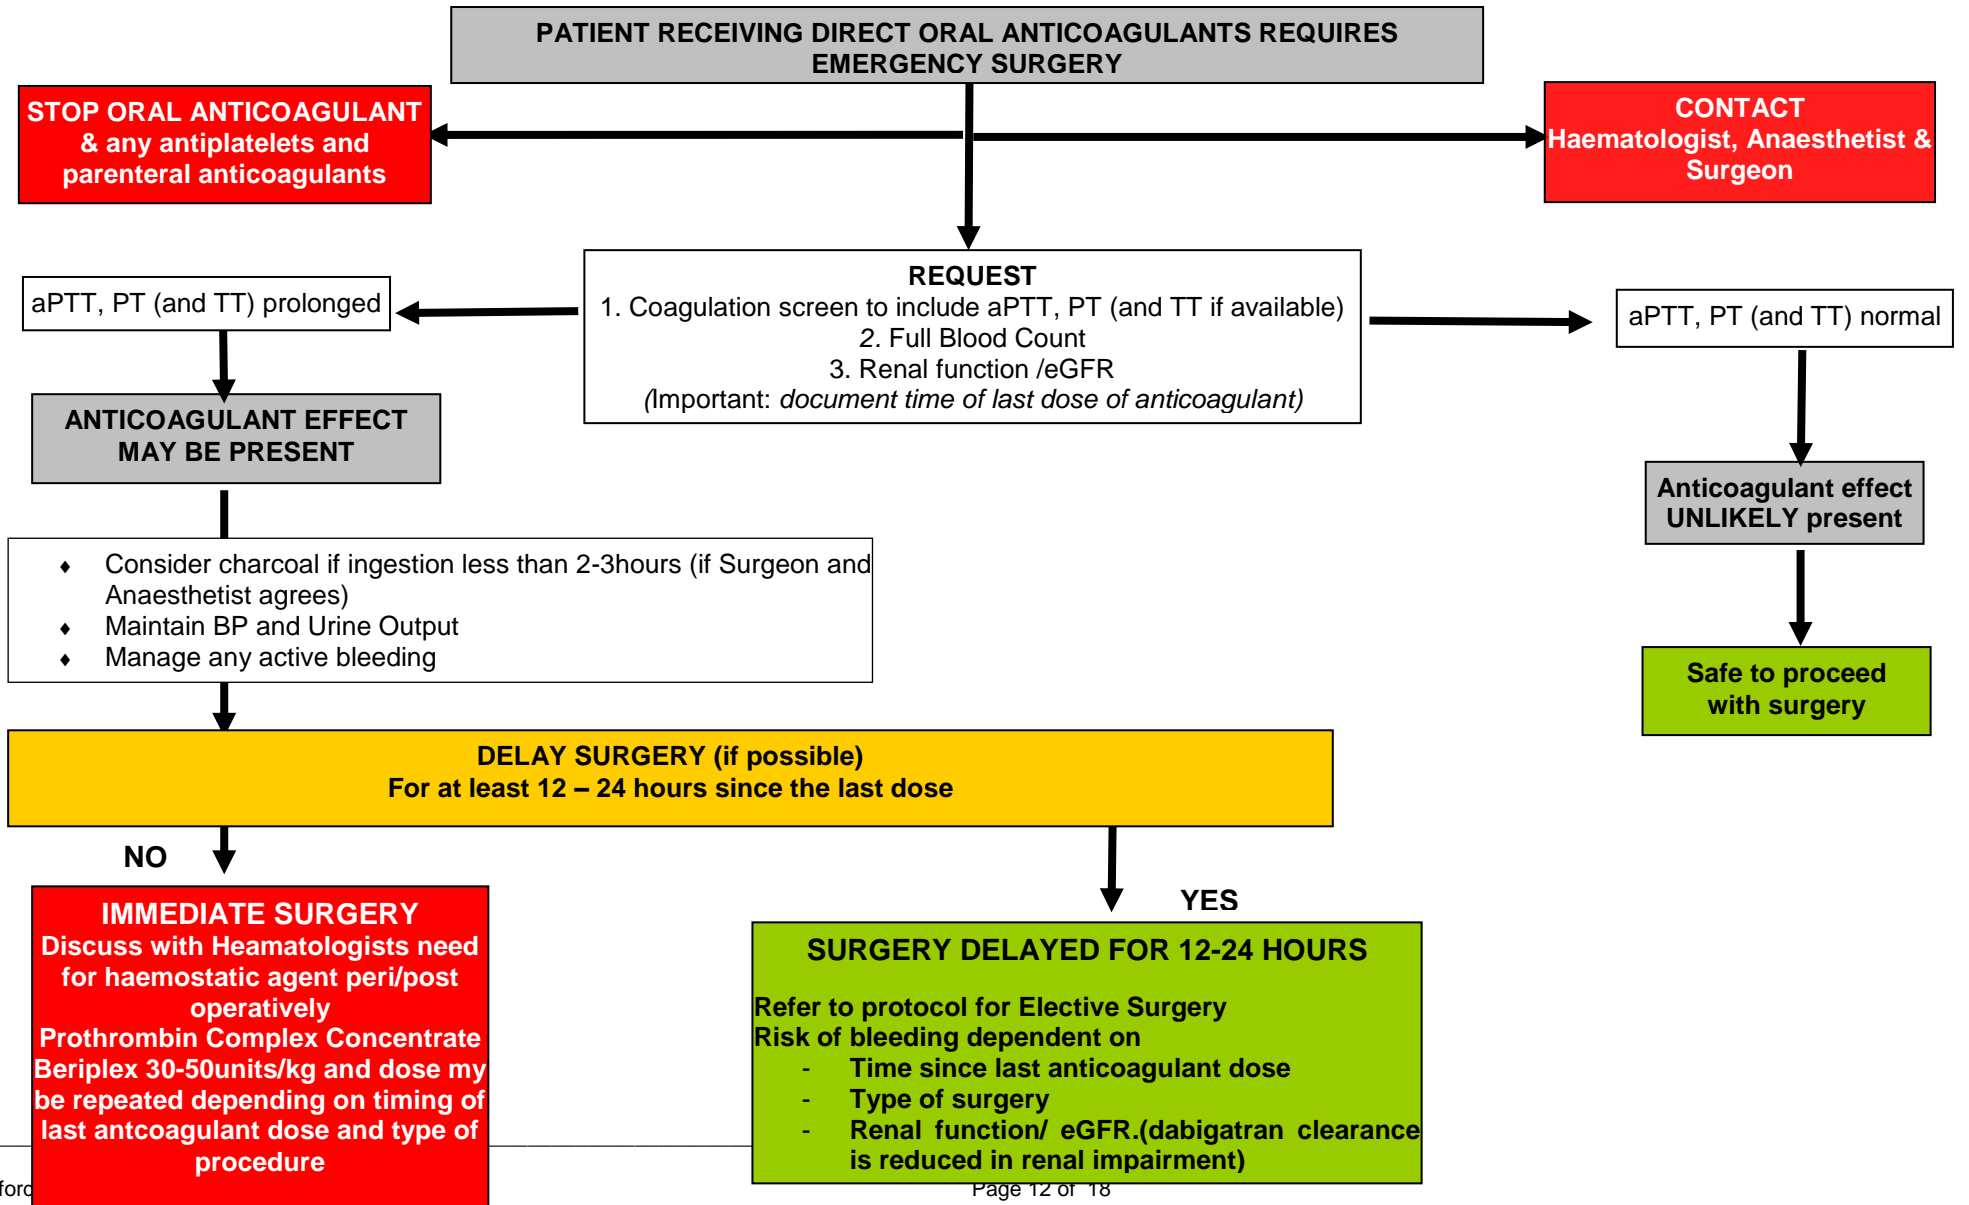 PATIENT RECEIVING DIRECT ORAL ANTICOAGULANTS REQUIRES
EMERGENCY SURGERY
STOP ORAL ANTICOAGULANT
& any antiplatelets and
parenteral anticoagulants
CONTACT
Haematologist, Anaesthetist &
Surgeon
REQUEST
1. Coagulation screen to include aPTT, PT (and TT if available)
2. Full Blood Count
3. Renal function /eGFR
(Important: document time of last dose of anticoagulant)
aPTT, PT (and TT) prolonged
aPTT, PT (and TT) normal
ANTICOAGULANT EFFECT
MAY BE PRESENT
Anticoagulant effect
UNLIKELY present
♦ Consider charcoal if ingestion less than 2-3hours (if Surgeon and
Anaesthetist agrees)
♦ Maintain BP and Urine Output
♦ Manage any active bleeding
Safe to proceed
with surgery
DELAY SURGERY (if possible)
For at least 12 – 24 hours since the last dose
NO
YES
IMMEDIATE SURGERY
Discuss with Heamatologists need
for haemostatic agent peri/post
operatively
Prothrombin Complex Concentrate
Beriplex 30-50units/kg and dose my
be repeated depending on timing of
last antcoagulant dose and type of
procedure
SURGERY DELAYED FOR 12-24 HOURS
Refer to protocol for Elective Surgery
Risk of bleeding dependent on
- Time since last anticoagulant dose
- Type of surgery
- Renal function/ eGFR.(dabigatran clearance
is reduced in renal impairment)
Page 12 of 18